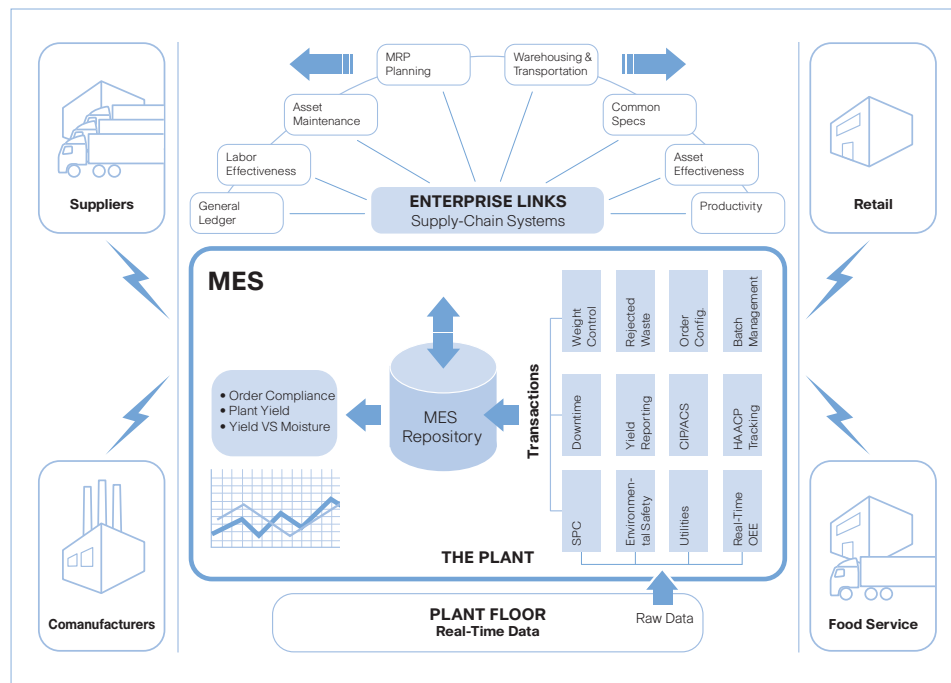 MRP
Planning
Warehousing &
Transportation
Asset
Maintenance
Common
Specs
Labor
Effectiveness
Asset
Effectiveness
General
Ledger
Productivity
ENTERPRISE LINKS
Supply-Chain Systems
Suppliers
Retail
MES
Weight
Control
Rejected
Waste
Order
Config.
Batch
Management
• Order Compliance
• Plant Yield
• Yield VS Moisture
MES
Repository
Transactions
Downtime
Yield
Reporting
CIP/ACS
HAACP
Tracking
SPC
Environmen-
tal Safety
Utilities
Real-Time
OEE
THE PLANT
PLANT FLOOR
Real-Time Data
Raw Data
Comanufacturers
Food Service